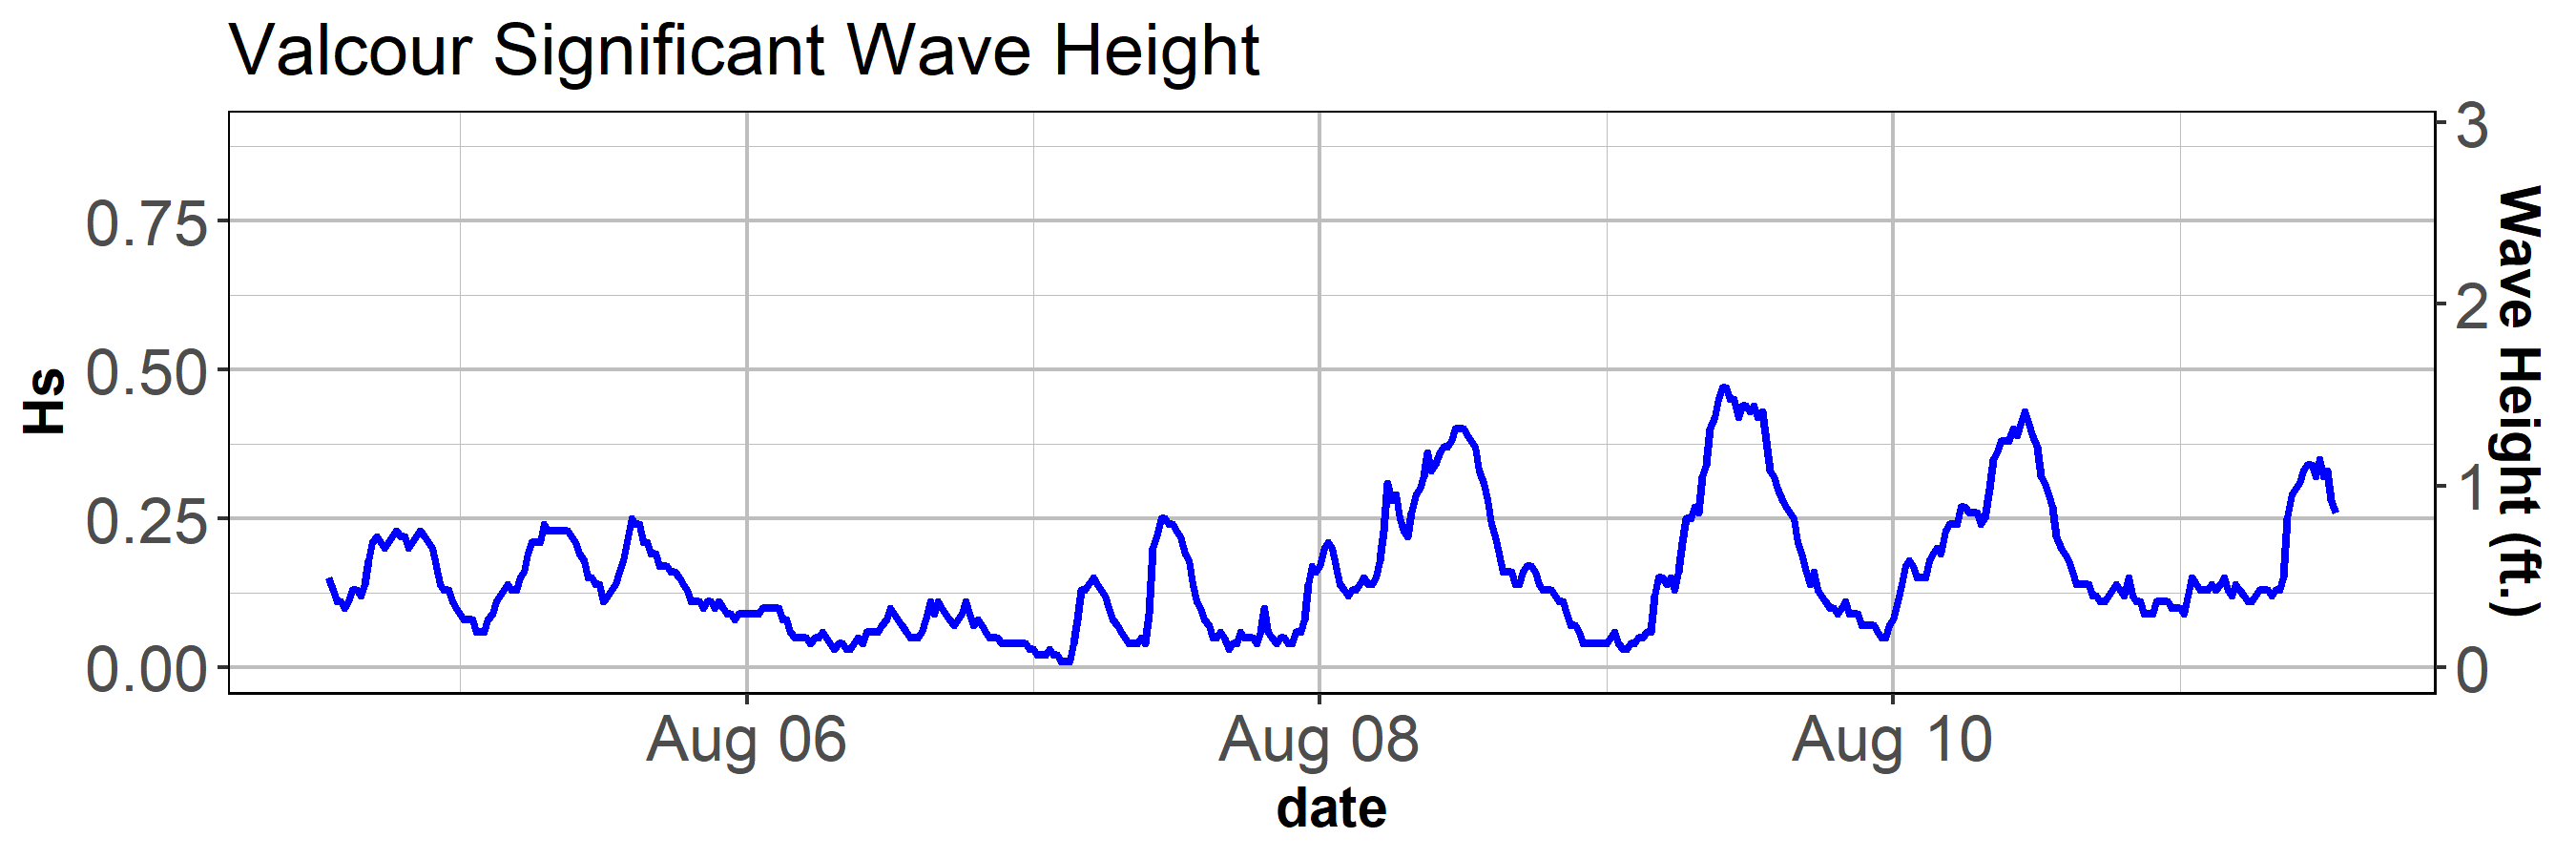 Valcour Significant Wave Height
Hs
0.75
0.50
0.25
0.00
3
2
1
0
Wave Height (ft.)
Aug 06 Aug 08 Aug 10
date